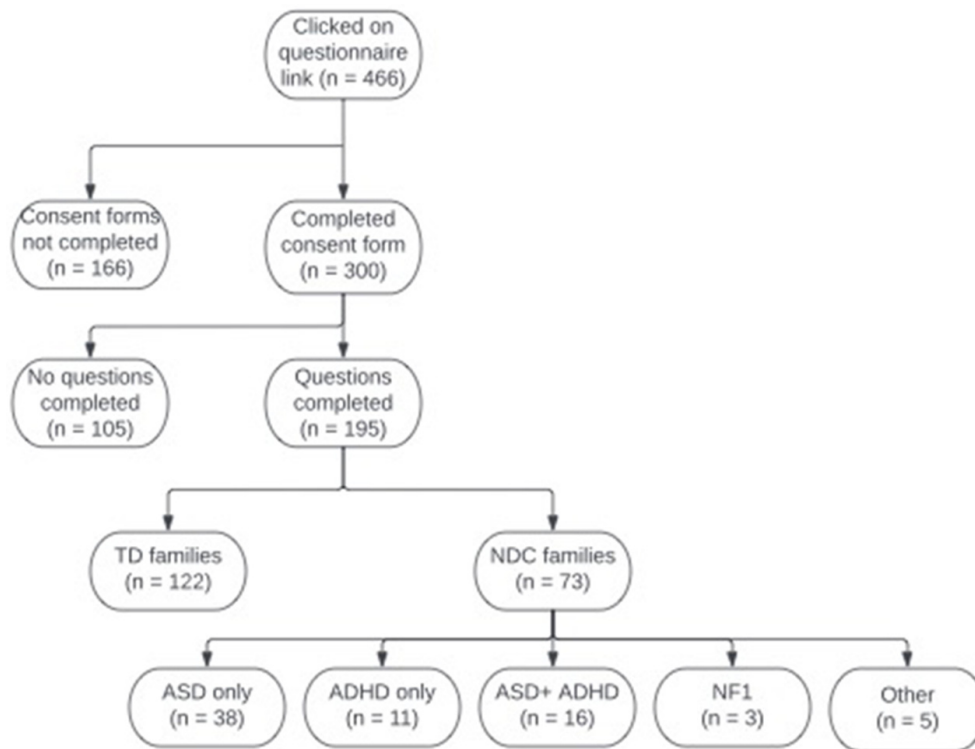 Clicked on
questionnaire
link (n = 466)
Consent forms
not completed
(n = 166)
Completed
consent form
(n = 300)
No questions
completed
(n = 105)
Questions
completed
(n = 195)
TD families
(n = 122)
NDC families
(n = 73)
ASD only
(n = 38)
ADHD only
(n = 11)
ASD+ ADHD
(n = 16)
NF1
(n = 3)
Other
(n = 5)